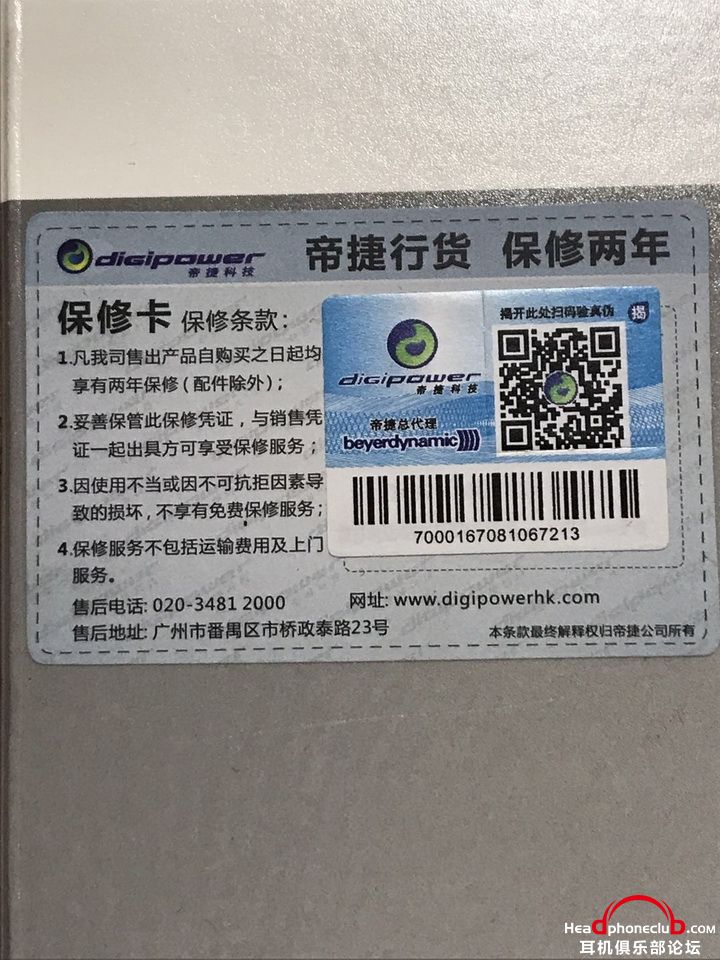 digipower
帝捷科技
帝捷行货 保修两年
保修卡 保修条款：
1.凡我司售出产品自购买之日起均
享有两年保修（配件除外）；
2.妥善保管此保修凭证，与销售凭
证一起出具方可享受保修服务；
3.因使用不当或因不可抗拒因素导
致的损坏，不享有免费保修服务；
4.保修服务不包括运输费用及上门
服务。
售后电话: 020-3481 2000
售后地址: 广州市番禺区市桥政泰路23号
揭开此处扫码验真伪 揭
digipower
帝捷科技
帝捷总代理
beyerdynamic
7000167081067213
网址: www.digipowerhk.com
本条款最终解释权归帝捷公司所有
Headphoneclub.com
耳机俱乐部论坛